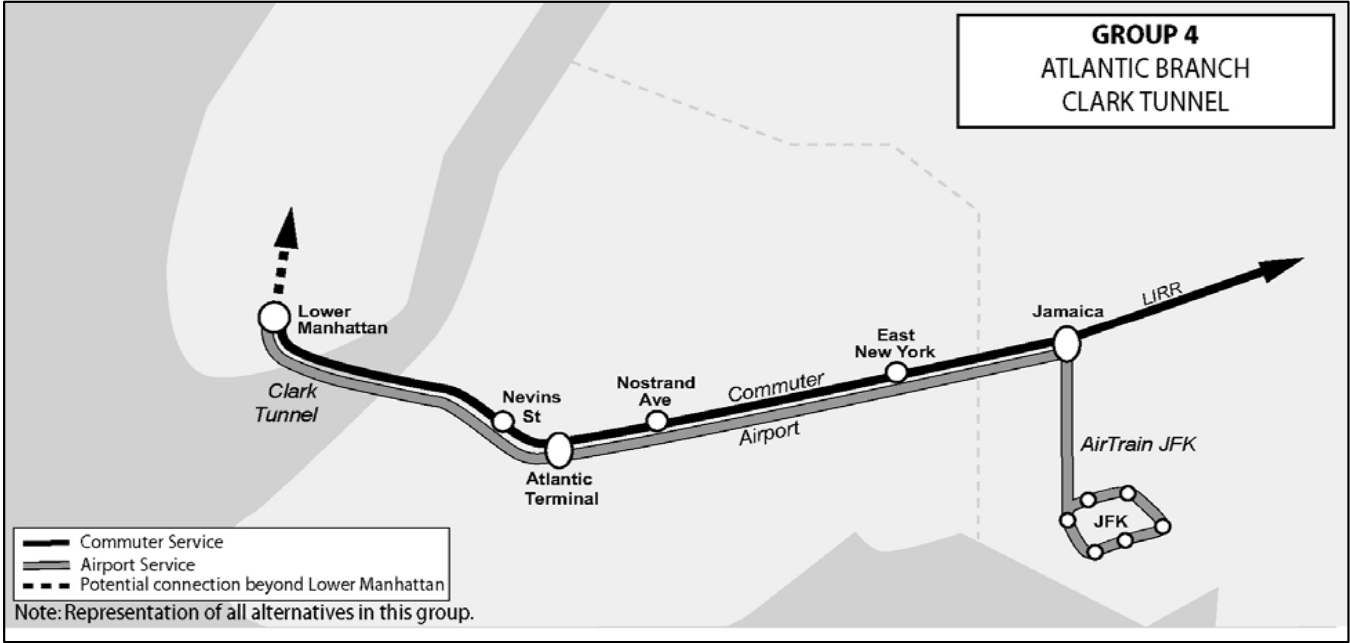 GROUP 4
ATLANTIC BRANCH
CLARK TUNNEL
LIRR
Jamaica
Lower
Manhattan
East
New York
Clark
Tunnel
Nevins
St
Nostrand
Ave
Commuter
Airport
AirTrain JFK
Atlantic
Terminal
JFK
Commuter Service
Airport Service
Potential connection beyond Lower Manhattan
Note: Representation of all alternatives in this group.